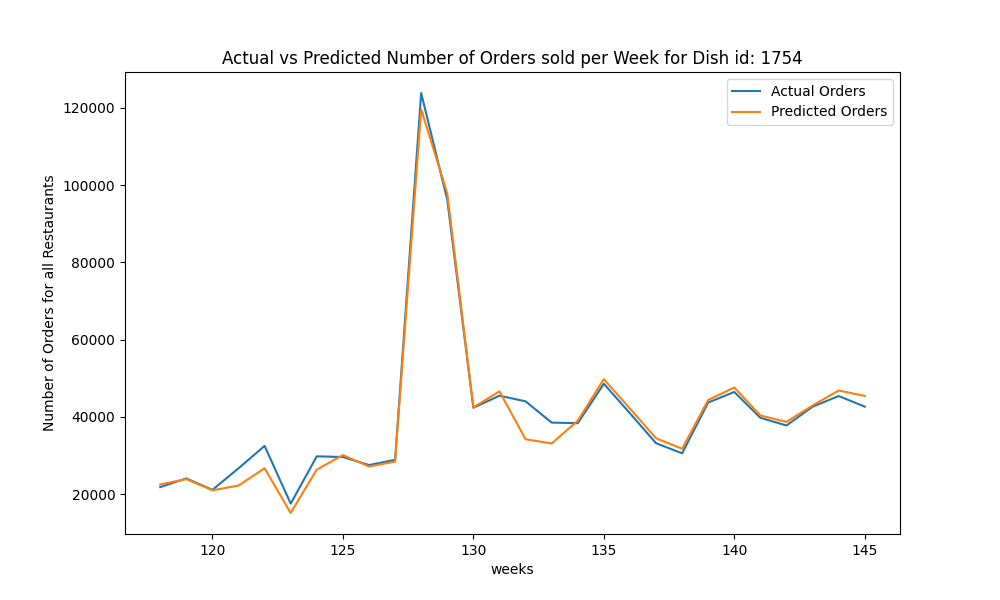 Actual vs Predicted Number of Orders sold per Week for Dish id: 1754
Actual Orders
Predicted Orders
Number of Orders for all Restaurants
120000
100000
80000
60000
40000
20000
120 125 130 135 140 145
weeks